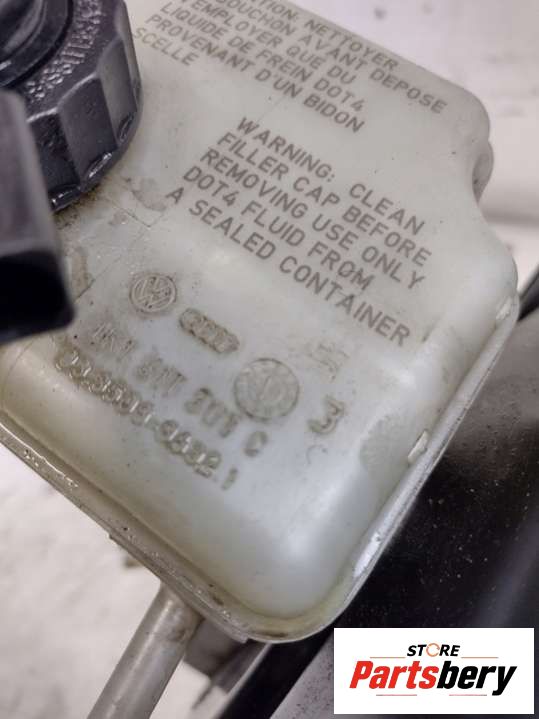 NETTOYER
BOUCHON AVANT DEPOSE
EMPLOYER QUE DU
LIQUIDE DE FREIN DOT4
PROVENANT D'UN BIDON
SCELLE
WARNING: CLEAN
FILLER CAP BEFORE
REMOVING USE ONLY
DOT4 FLUID FROM
A SEALED CONTAINER
3
STORE
Partsbery